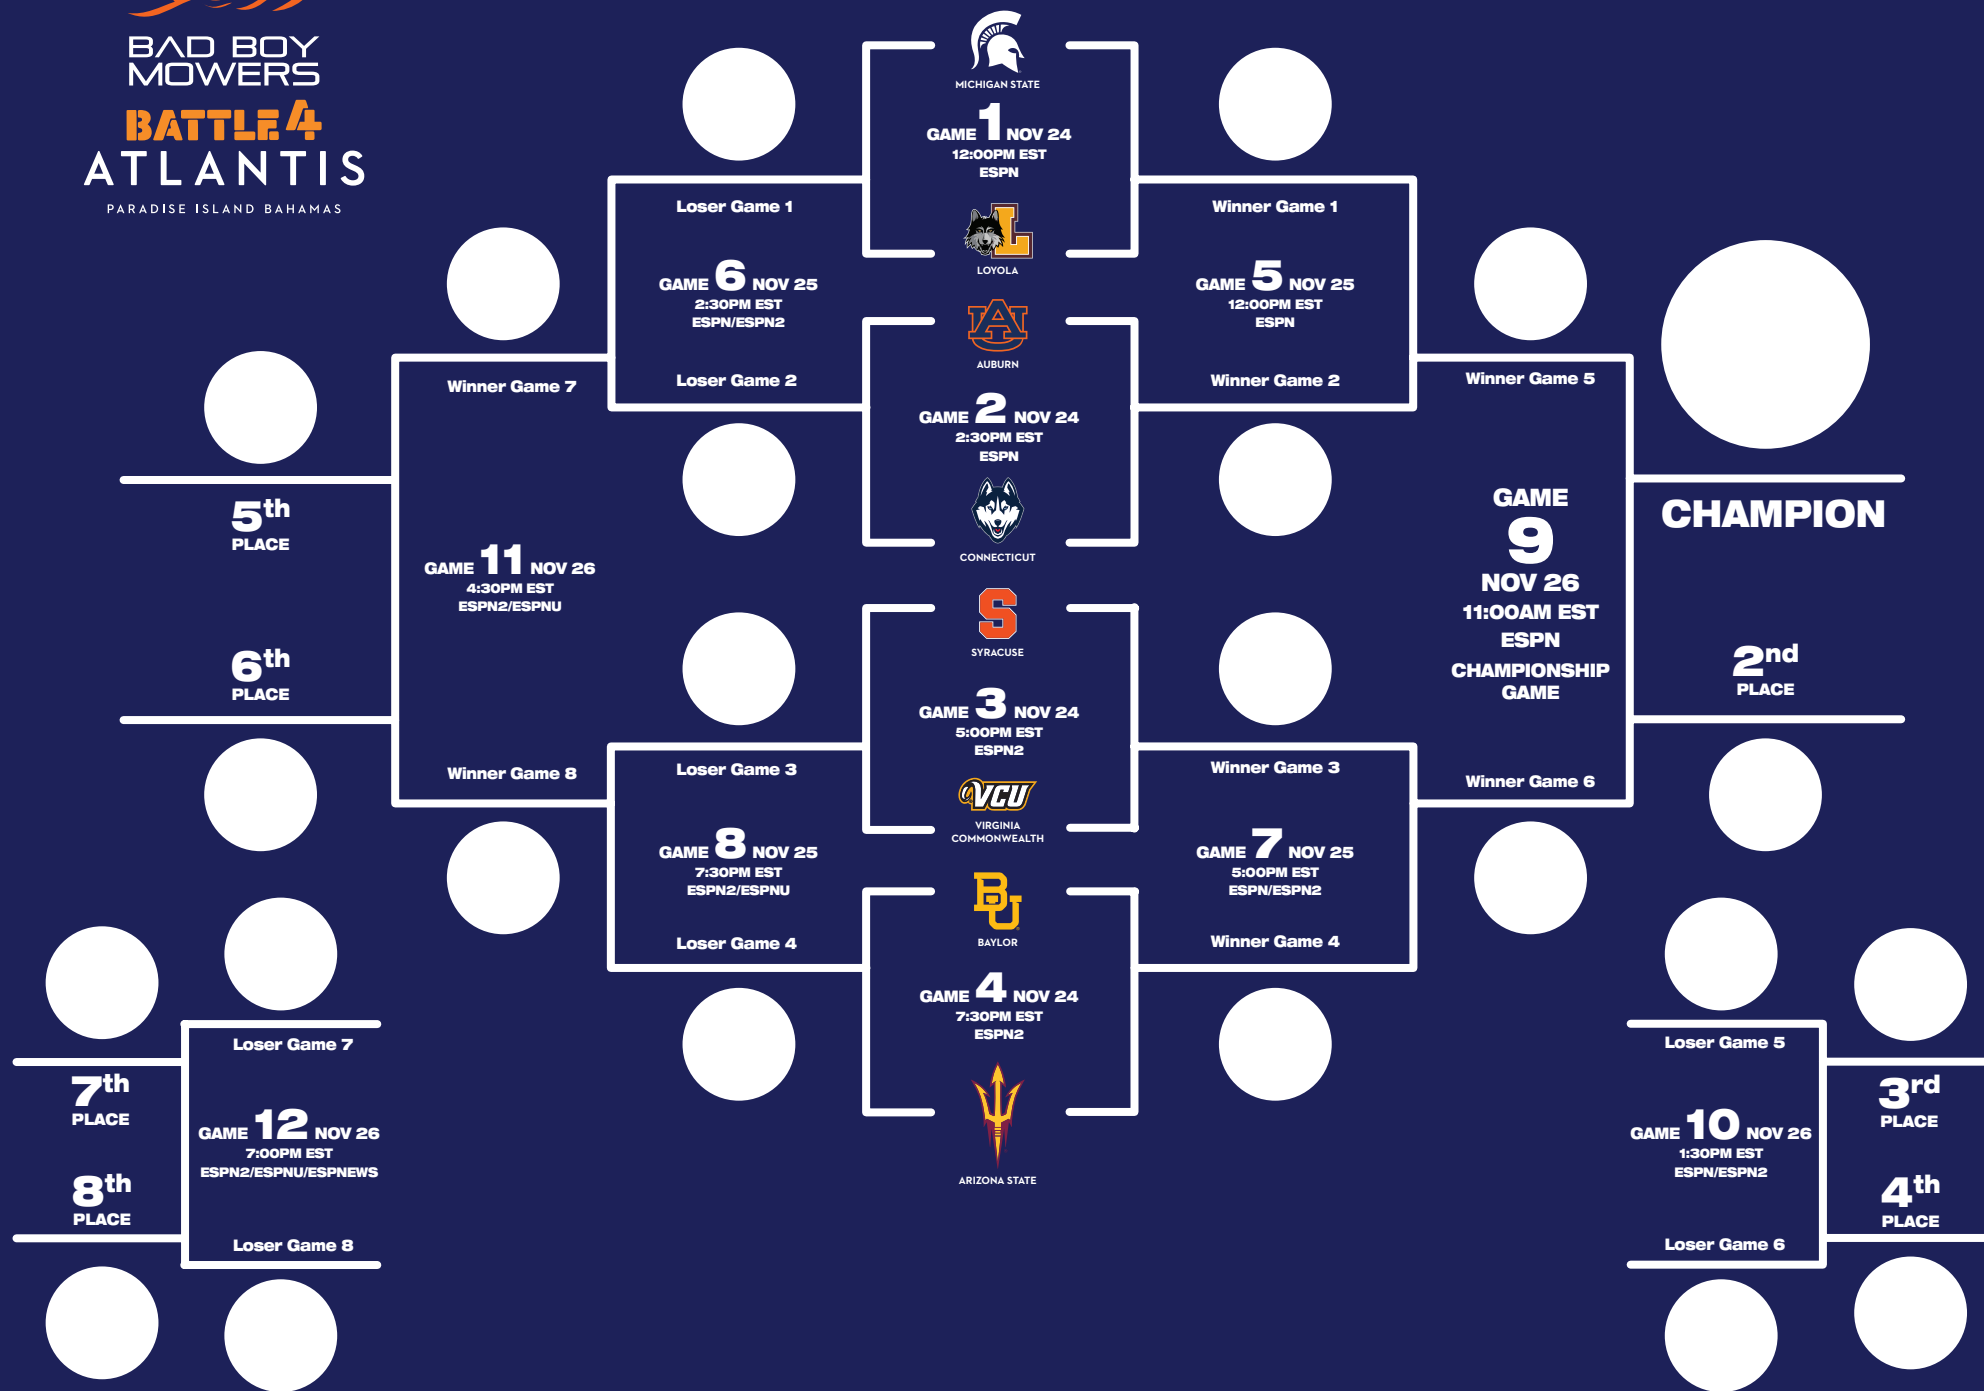 BAD BOY
MOWERS
BATTLE 4
ATLANTIS
PARADISE ISLAND BAHAMAS
MICHIGAN STATE
GAME 1 NOV 24
12:00PM EST
ESPN
L
LOYOLA
AU
AUBURN
GAME 2 NOV 24
2:30PM EST
ESPN
CONNECTICUT
S
SYRACUSE
GAME 3 NOV 24
5:00PM EST
ESPN2
VCU
VIRGINIA
COMMONWEALTH
BU
BAYLOR
GAME 4 NOV 24
7:30PM EST
ESPN2
ARIZONA STATE
Loser Game 1
GAME 6 NOV 25
2:30PM EST
ESPN/ESPN2
Loser Game 2
Loser Game 3
GAME 8 NOV 25
7:30PM EST
ESPN2/ESPNU
Loser Game 4
Winner Game 1
GAME 5 NOV 25
12:00PM EST
ESPN
Winner Game 2
Winner Game 3
GAME 7 NOV 25
5:00PM EST
ESPN/ESPN2
Winner Game 4
Winner Game 7
GAME 11 NOV 26
4:30PM EST
ESPN2/ESPNU
Winner Game 8
5th
PLACE
6th
PLACE
Winner Game 5
GAME
9
NOV 26
11:00AM EST
ESPN
CHAMPIONSHIP
GAME
Winner Game 6
CHAMPION
2nd
PLACE
Loser Game 7
GAME 12 NOV 26
7:00PM EST
ESPN2/ESPNU/ESPNEWS
Loser Game 8
7th
PLACE
8th
PLACE
Loser Game 5
GAME 10 NOV 26
1:30PM EST
ESPN/ESPN2
Loser Game 6
3rd
PLACE
4th
PLACE